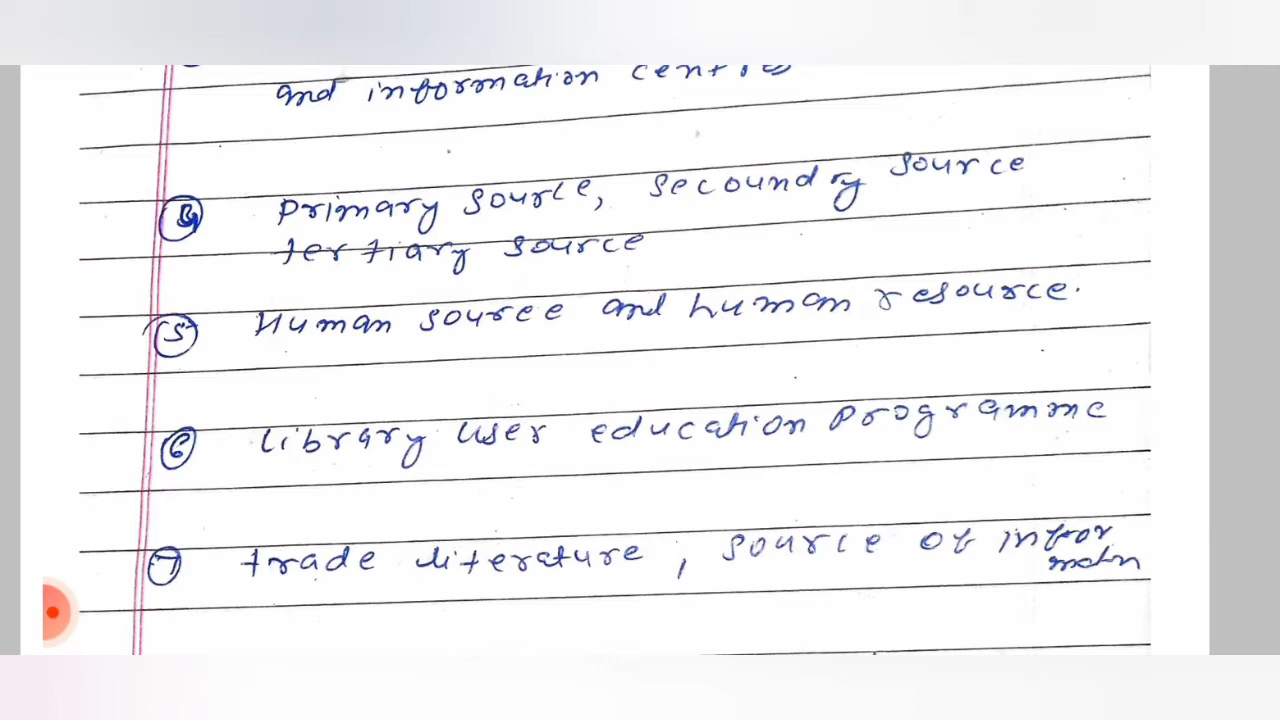 and information centres
④ Primary source, secoundry source
tertiary source
⑤ Human source and human resource.
⑥ library user education programme
⑦ trade literature, source of infor
mation